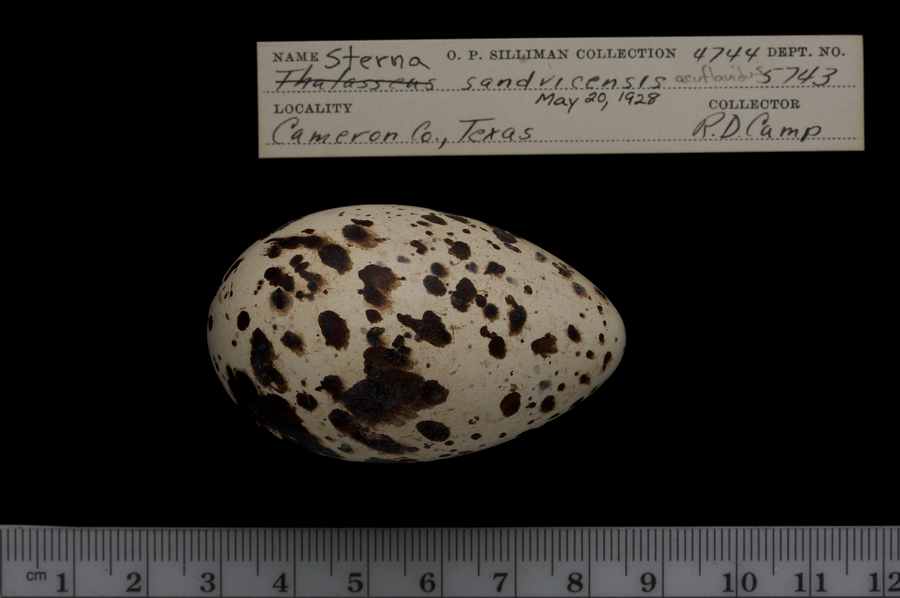 NAME Sterna O. P. SILLIMAN COLLECTION 4744 DEPT. NO.
Thalasseus sandvicensis acuflavidus 5743
May 20, 1928
LOCALITY COLLECTOR
Cameron Co., Texas R.D Camp
cm 1 2 3 4 5 6 7 8 9 10 11 12